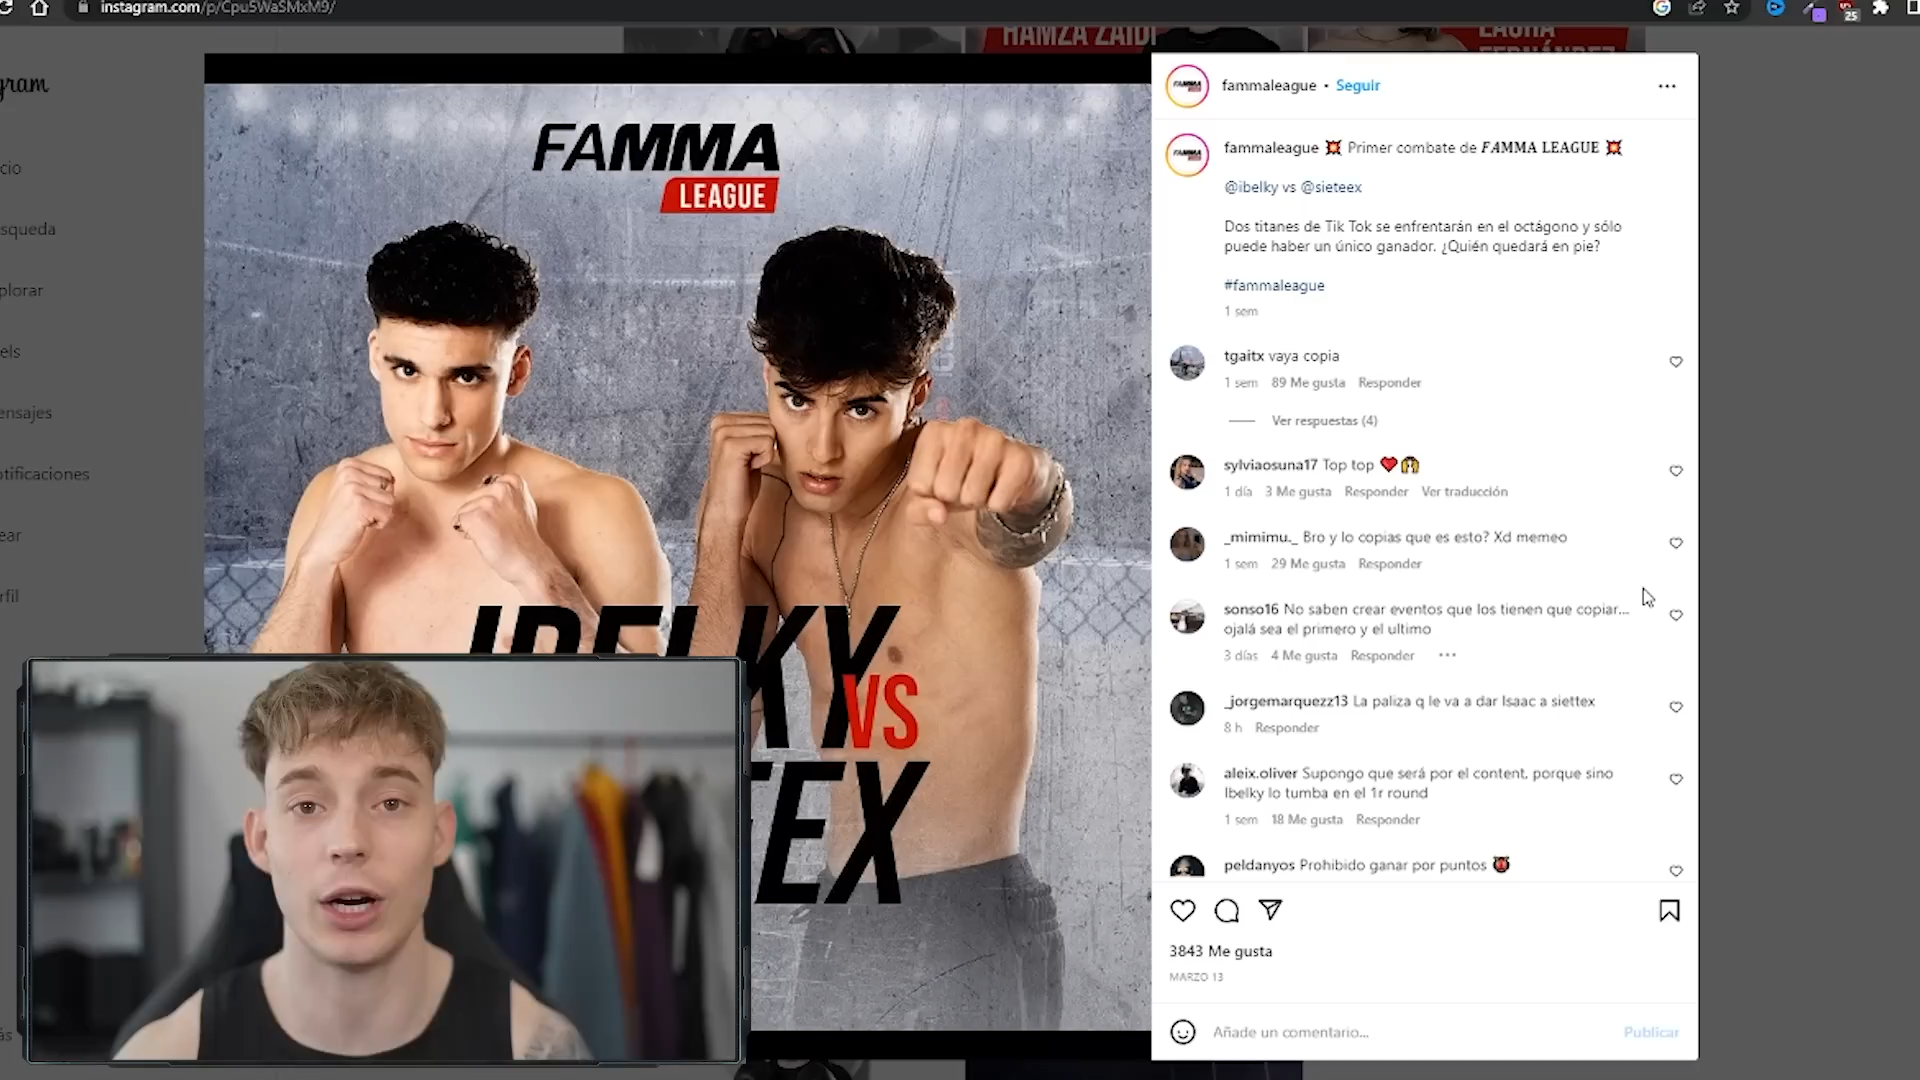 instagram.com/p/Cpu5WaSMxM9/
25
HAMZA ZAIDI
LAURA
FERNÁNDEZ
gram
cio
squeda
plorar
els
ensajes
otificaciones
ear
rfil
ás
FAMMA
LEAGUE
IBELKY
VS
TEX
fammaleague • Seguir
fammaleague 💥 Primer combate de FAMMA LEAGUE 💥
@ibelky vs @sieteex
Dos titanes de Tik Tok se enfrentarán en el octágono y sólo
puede haber un único ganador. ¿Quién quedará en pie?
#fammaleague
1 sem
tgaitx vaya copia
1 sem 89 Me gusta Responder
Ver respuestas (4)
sylviaosuna17 Top top ❤️🙌
1 día 3 Me gusta Responder Ver traducción
_mimimu._ Bro y lo copias que es esto? Xd memeo
1 sem 29 Me gusta Responder
sonso16 No saben crear eventos que los tienen que copiar...
ojalá sea el primero y el ultimo
3 días 4 Me gusta Responder ...
_jorgemarquezz13 La paliza q le va a dar Isaac a siettex
8 h Responder
aleix.oliver Supongo que será por el content, porque sino
Ibelky lo tumba en el 1r round
1 sem 18 Me gusta Responder
peldanyos Prohibido ganar por puntos 👹
3843 Me gusta
MARZO 13
Añade un comentario...
Publicar